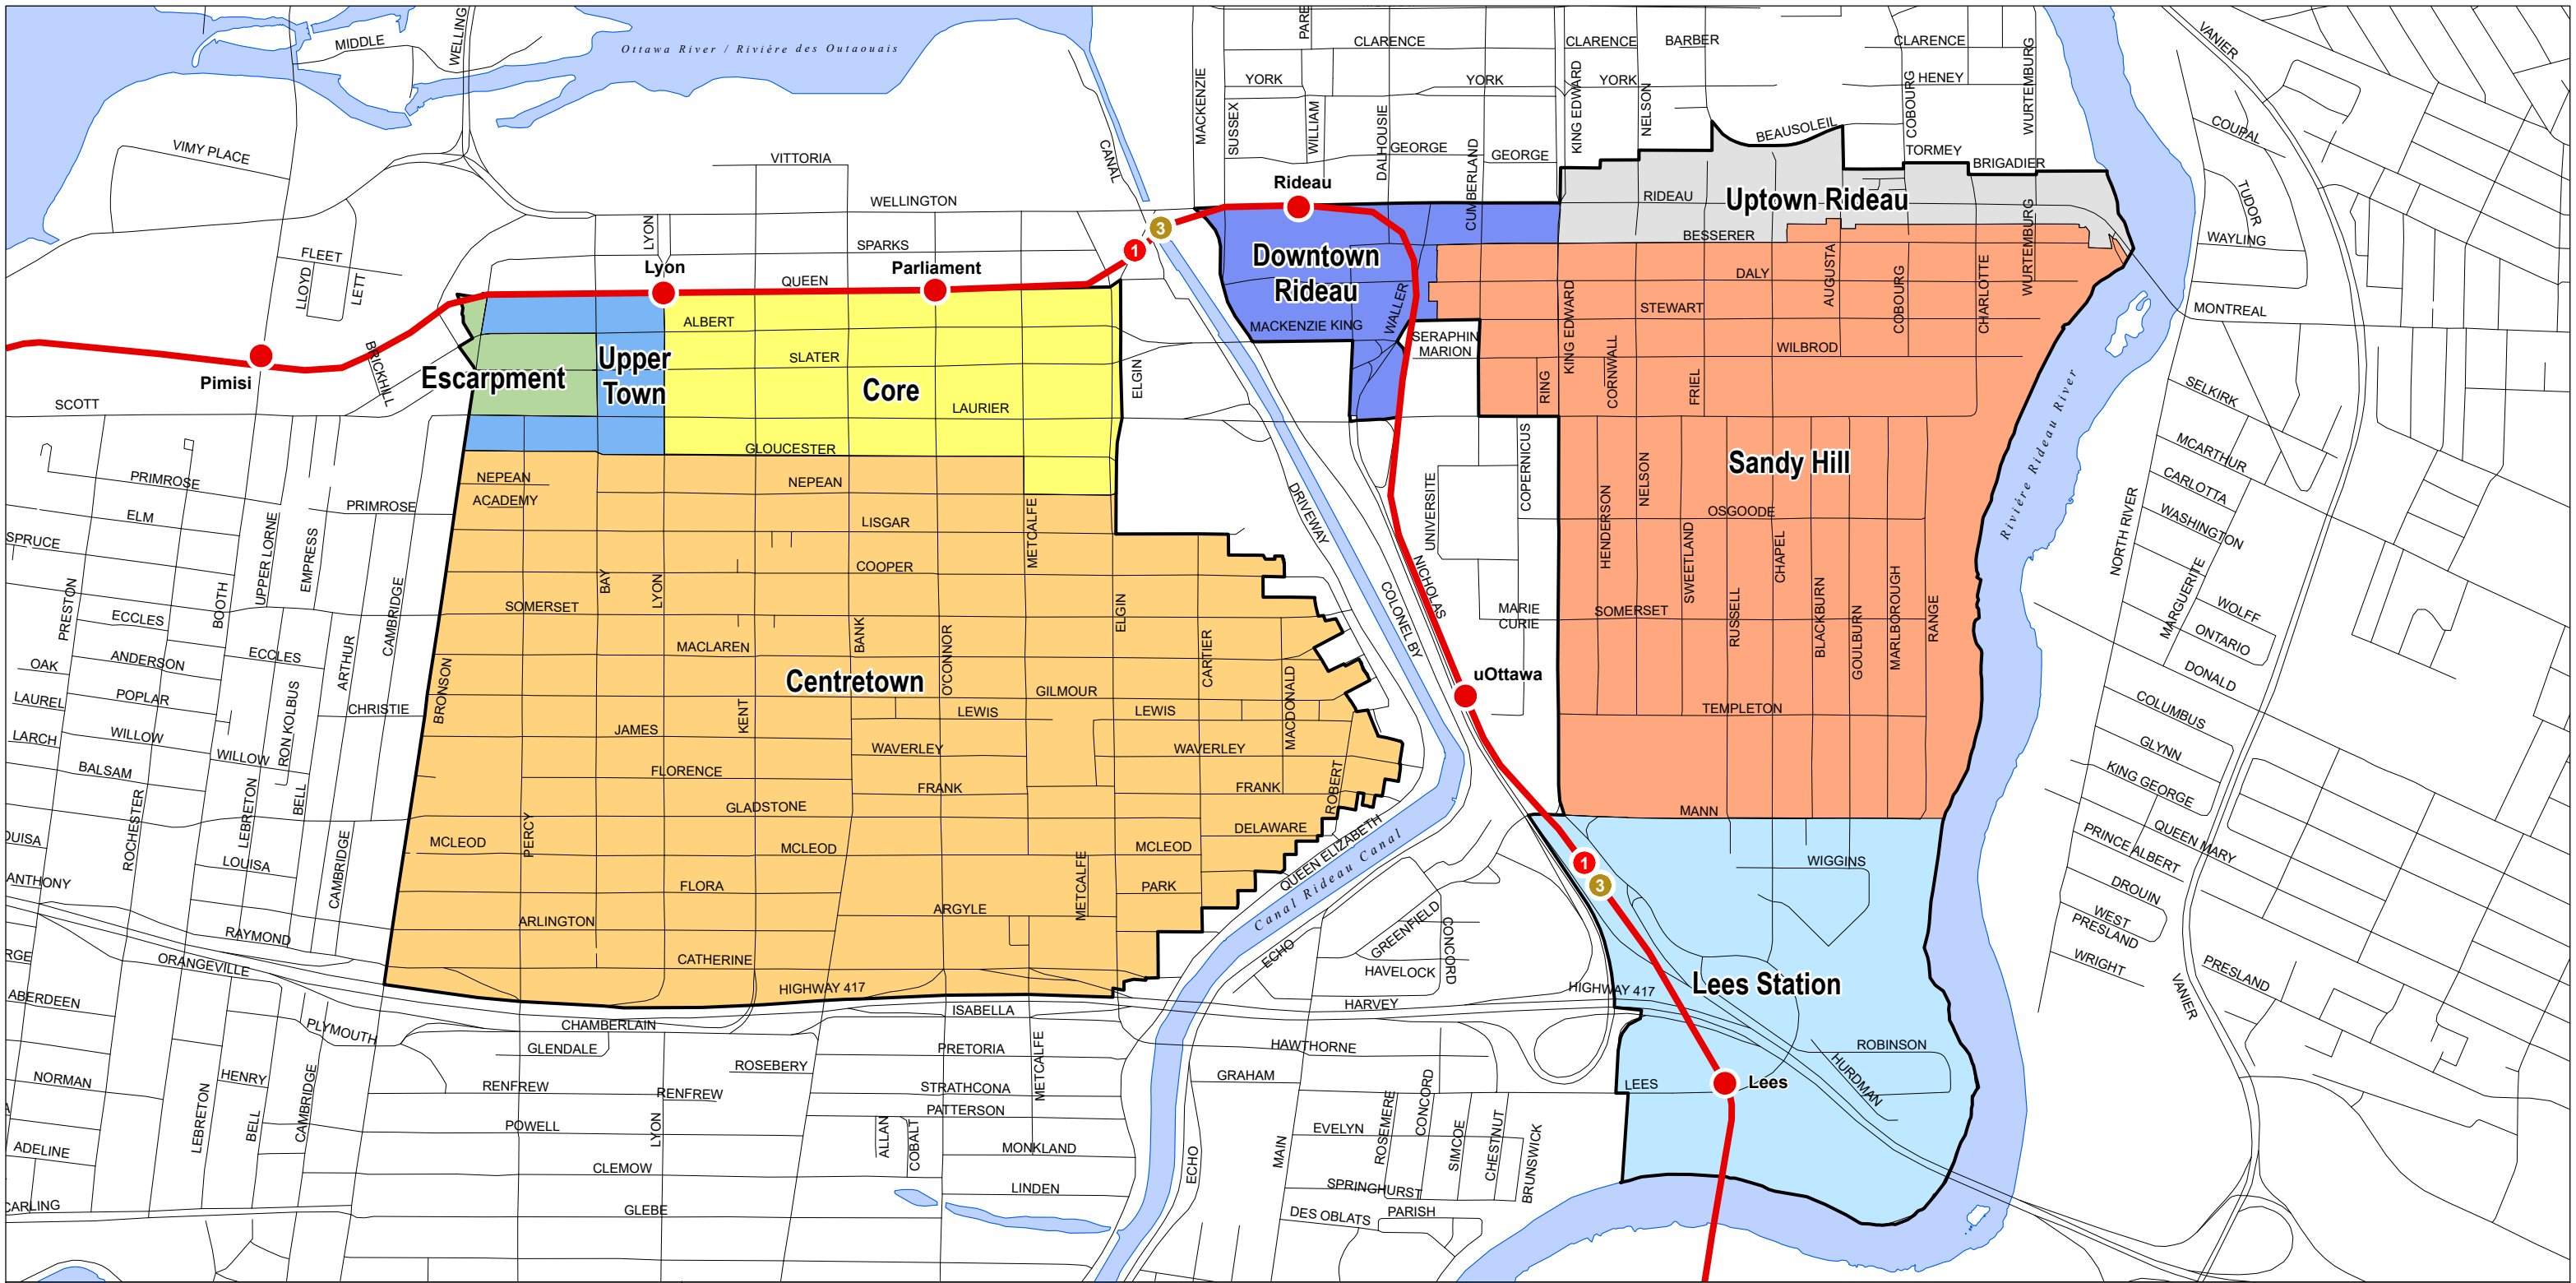 MIDDLE
WELLING
Ottawa River / Rivière des Outaouais
PARE
CLARENCE
CLARENCE
BARBER
CLARENCE
VANIER
YORK
YORK
YORK
HENEY
MACKENZIE
SUSSEX
WILLIAM
DALHOUSIE
CUMBERLAND
KING EDWARD
NELSON
COBOURG
WURTEMBURG
BEAUSOLEIL
COUPAL
VIMY PLACE
VITTORIA
CANAL
GEORGE
GEORGE
TORMEY
BRIGADIER
TUDOR
Rideau
WELLINGTON
RIDEAU
Uptown Rideau
LYON
SPARKS
3
1
BESSERER
WURTEMBURG
WAYLING
FLEET
LLOYD
LETT
Lyon
Parliament
QUEEN
Downtown
Rideau
DALY
AUGUSTA
COBOURG
CHARLOTTE
STEWART
MONTREAL
ALBERT
MACKENZIE KING
WALLER
SERAPHIN
MARION
KING EDWARD
WILBROD
Pimisi
BRICKHILL
Escarpment
Upper
Town
SLATER
Core
ELGIN
RING
CORNWALL
FRIEL
SELKIRK
SCOTT
LAURIER
GLOUCESTER
COPERNICUS
Sandy Hill
Rivière Rideau River
MCARTHUR
CARLOTTA
WASHINGTON
PRIMROSE
PRIMROSE
NEPEAN
ACADEMY
NEPEAN
DRIVEWAY
UNIVERSITE
HENDERSON
NELSON
OSGOODE
NORTH RIVER
ELM
SPRUCE
UPPER LORNE
EMPRESS
LISGAR
METCALFE
COOPER
NICHOLAS
COLONEL BY
SWEETLAND
CHAPEL
MARGUERITE
PRESTON
ECCLES
BOOTH
ECCLES
ARTHUR
CAMBRIDGE
SOMERSET
BAY
LYON
MACLAREN
BANK
O'CONNOR
ELGIN
CARTIER
MACDONALD
MARIE
CURIE
SOMERSET
RUSSELL
BLACKBURN
GOULBURN
MARLBOROUGH
RANGE
WOLFF
ONTARIO
DONALD
OAK
ANDERSON
LAUREL
POPLAR
LARCH
WILLOW
WILLOW
RON KOLBUS
CHRISTIE
BRONSON
Centretown
GILMOUR
LEWIS
LEWIS
uOttawa
TEMPLETON
COLUMBUS
GLYNN
KING GEORGE
BALSAM
JAMES
KENT
WAVERLEY
WAVERLEY
FLORENCE
FRANK
FRANK
ROBERT
ROCHESTER
LEBRETON
BELL
GLADSTONE
DELAWARE
MANN
QUEEN MARY
PRINCE ALBERT
OUISA
LOUISA
CAMBRIDGE
MCLEOD
PERCY
MCLEOD
MCLEOD
QUEEN ELIZABETH
Canal Rideau Canal
1
3
WIGGINS
DROUIN
WEST
PRESLAND
WRIGHT
ANTHONY
FLORA
METCALFE
PARK
ARGYLE
RAYMOND
ARLINGTON
CATHERINE
ECHO
GREENFIELD
CONCORD
HAVELOCK
ORANGEVILLE
RGE
HIGHWAY 417
HIGHWAY 417
Lees Station
PRESLAND
VANIER
ABERDEEN
PLYMOUTH
CHAMBERLAIN
ISABELLA
HARVEY
GLENDALE
PRETORIA
METCALFE
HAWTHORNE
ROBINSON
HURDMAN
NORMAN
HENRY
ROSEBERY
GRAHAM
Lees
LEES
LEBRETON
BELL
CAMBRIDGE
RENFREW
RENFREW
STRATHCONA
PATTERSON
POWELL
LYON
ALLAN
COBALT
MONKLAND
EVELYN
ROSEMERE
CONCORD
SIMCOE
CHESTNUT
BRUNSWICK
ADELINE
CLEMOW
LINDEN
ECHO
MAIN
SPRINGHURST
CARLING
GLEBE
DES OBLATS
PARISH